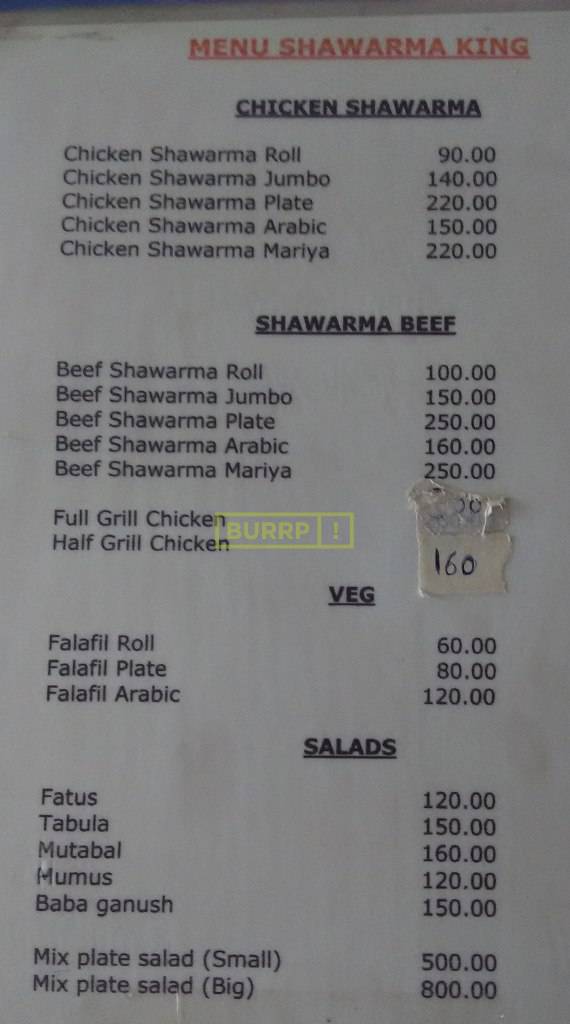 MENU SHAWARMA KING
CHICKEN SHAWARMA
Chicken Shawarma Roll 90.00
Chicken Shawarma Jumbo 140.00
Chicken Shawarma Plate 220.00
Chicken Shawarma Arabic 150.00
Chicken Shawarma Mariya 220.00
SHAWARMA BEEF
Beef Shawarma Roll 100.00
Beef Shawarma Jumbo 150.00
Beef Shawarma Plate 250.00
Beef Shawarma Arabic 160.00
Beef Shawarma Mariya 250.00
Full Grill Chicken
Half Grill Chicken 160
BURRP!
VEG
Falafil Roll 60.00
Falafil Plate 80.00
Falafil Arabic 120.00
SALADS
Fatus 120.00
Tabula 150.00
Mutabal 160.00
Mumus 120.00
Baba ganush 150.00
Mix plate salad (Small) 500.00
Mix plate salad (Big) 800.00